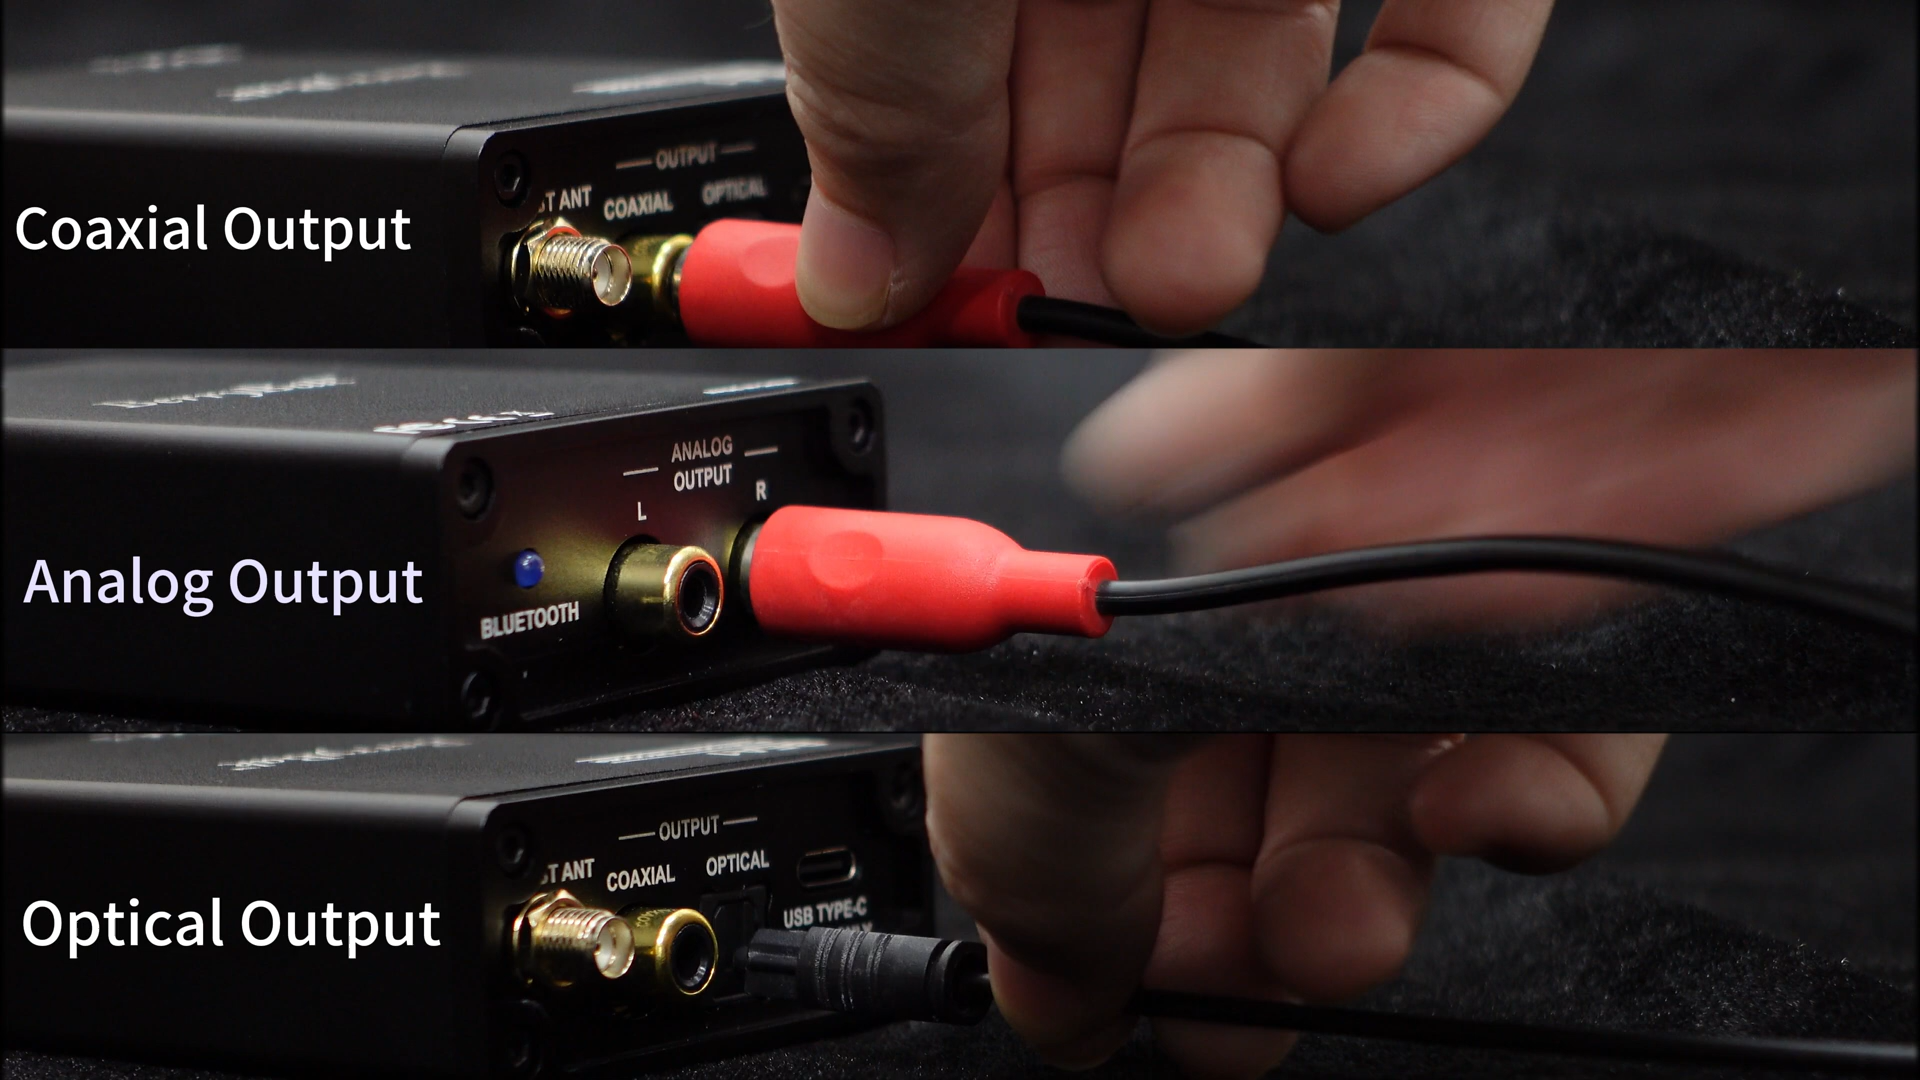 OUTPUT
T ANT COAXIAL OPTICAL
Coaxial Output
ANALOG
OUTPUT
L R
Analog Output
BLUETOOTH
OUTPUT
T ANT COAXIAL OPTICAL
USB TYPE-C
Optical Output